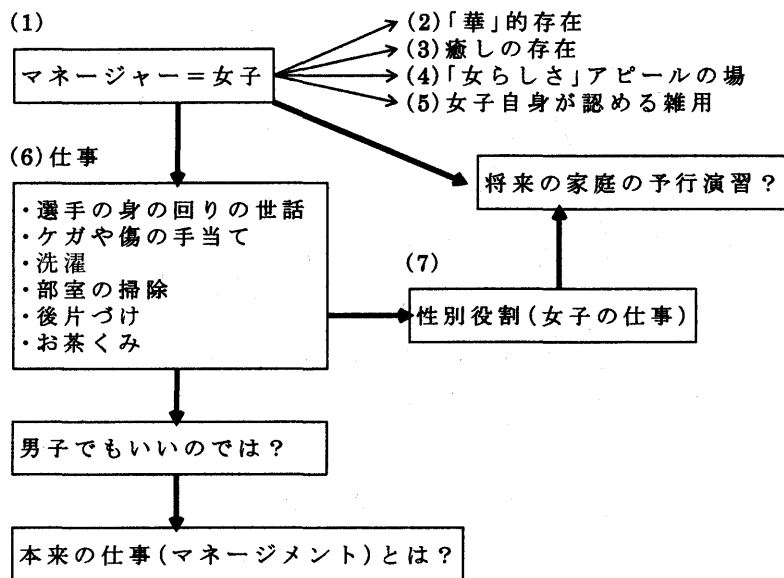 (1)
マネージャー＝女子
(2)「華」的存在
(3)癒しの存在
(4)「女らしさ」アピールの場
(5)女子自身が認める雑用
(6)仕事
・選手の身の回りの世話
・ケガや傷の手当て
・洗濯
・部室の掃除
・後片づけ
・お茶くみ
将来の家庭の予行演習？
(7)
性別役割(女子の仕事)
男子でもいいのでは？
本来の仕事(マネージメント)とは？